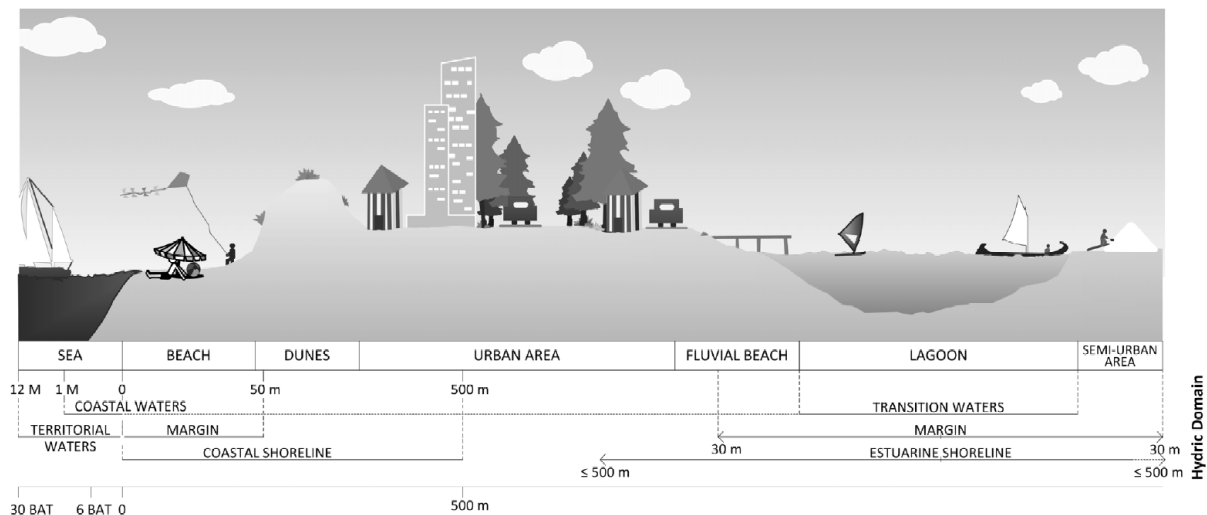 SEA BEACH DUNES URBAN AREA FLUVIAL BEACH LAGOON SEMI-URBAN
AREA
12 M 1 M 0 50 m 500 m
COASTAL WATERS TRANSITION WATERS
TERRITORIAL MARGIN MARGIN
WATERS
30 m 30 m
COASTAL SHORELINE ESTUARINE SHORELINE
≤ 500 m ≤ 500 m
30 BAT 6 BAT 0 500 m
Hydric Domain